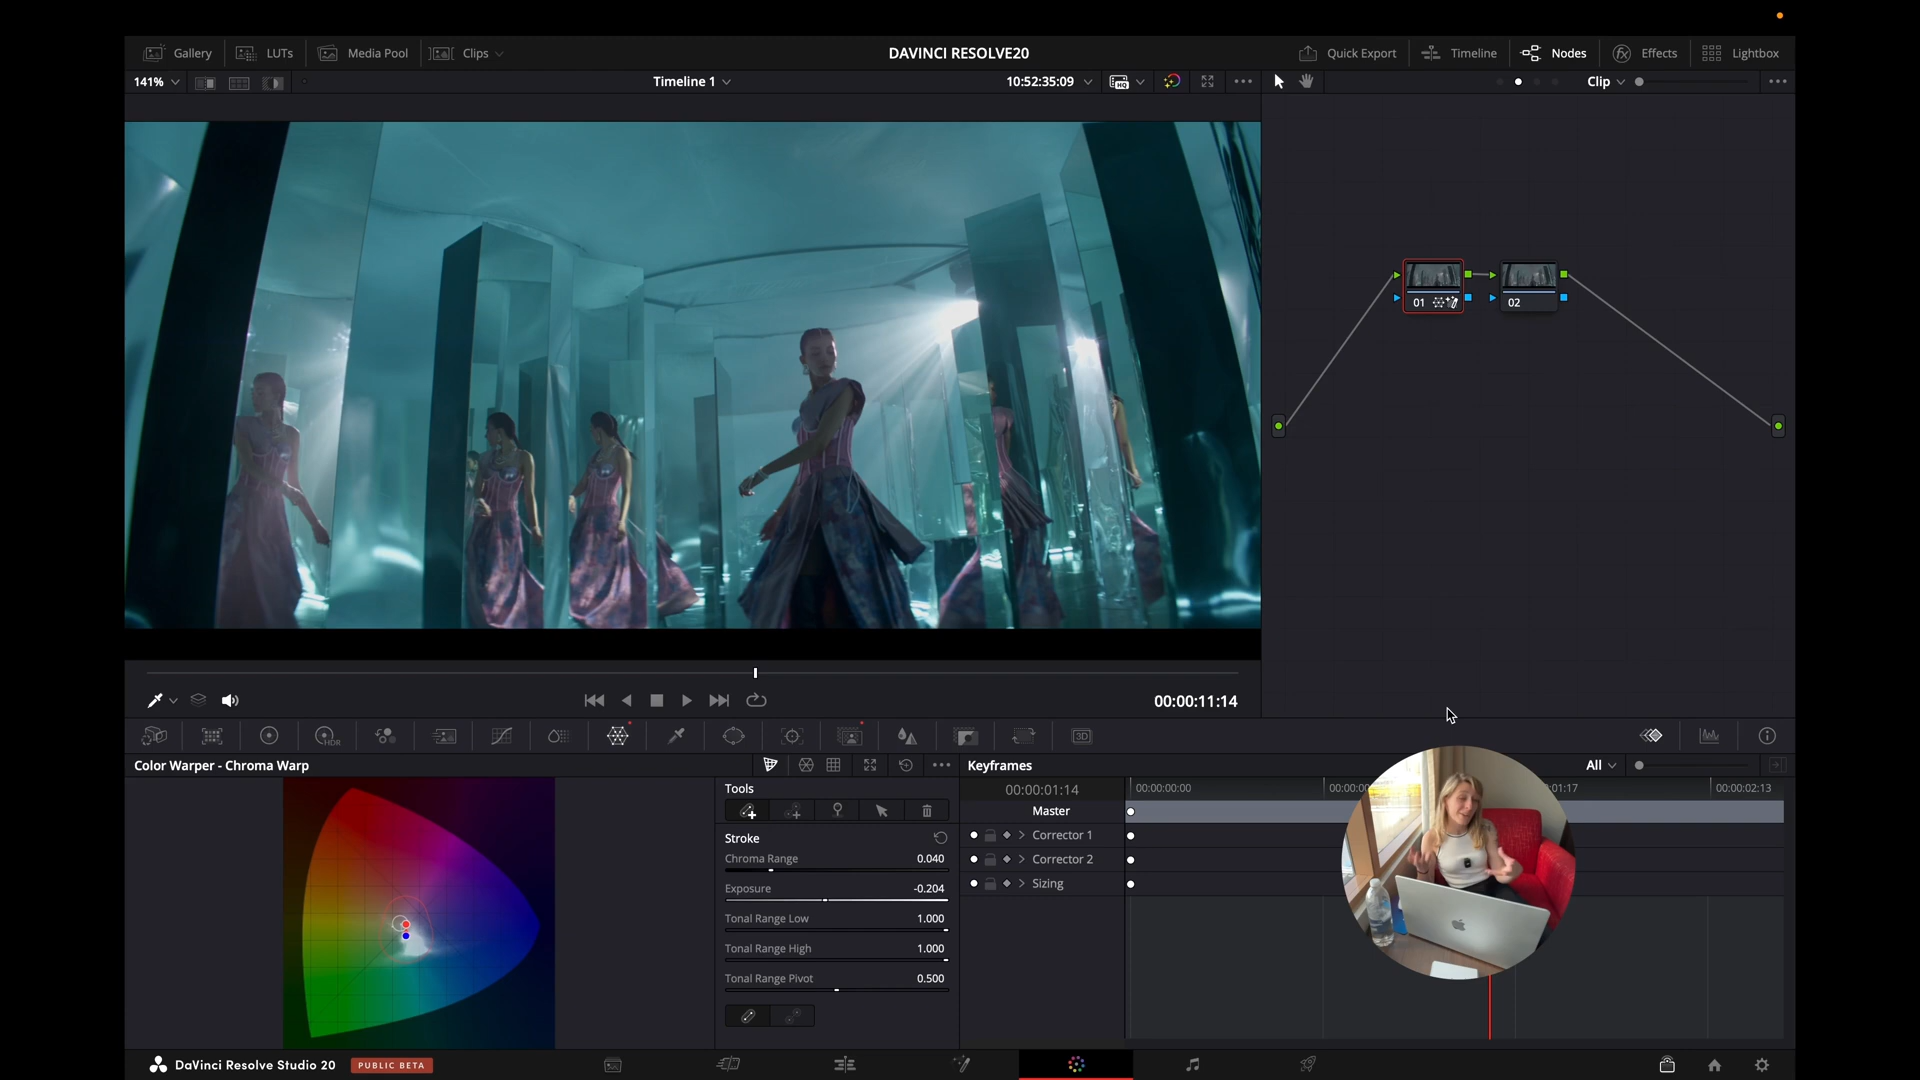 Gallery LUTs Media Pool Clips DAVINCI RESOLVE20 Quick Export Timeline Nodes Effects Lightbox
141% Timeline 1 10:52:35:09 HQ Clip
01 02
00:00:11:14
HDR 3D
Color Warper - Chroma Warp Keyframes All
Tools
00:00:01:14 00:00:00:00 00:00:0 01:17 00:00:02:13
Master
Stroke
Corrector 1
Chroma Range 0.040
Corrector 2
Exposure -0.204
Sizing
Tonal Range Low 1.000
Tonal Range High 1.000
Tonal Range Pivot 0.500
DaVinci Resolve Studio 20 PUBLIC BETA